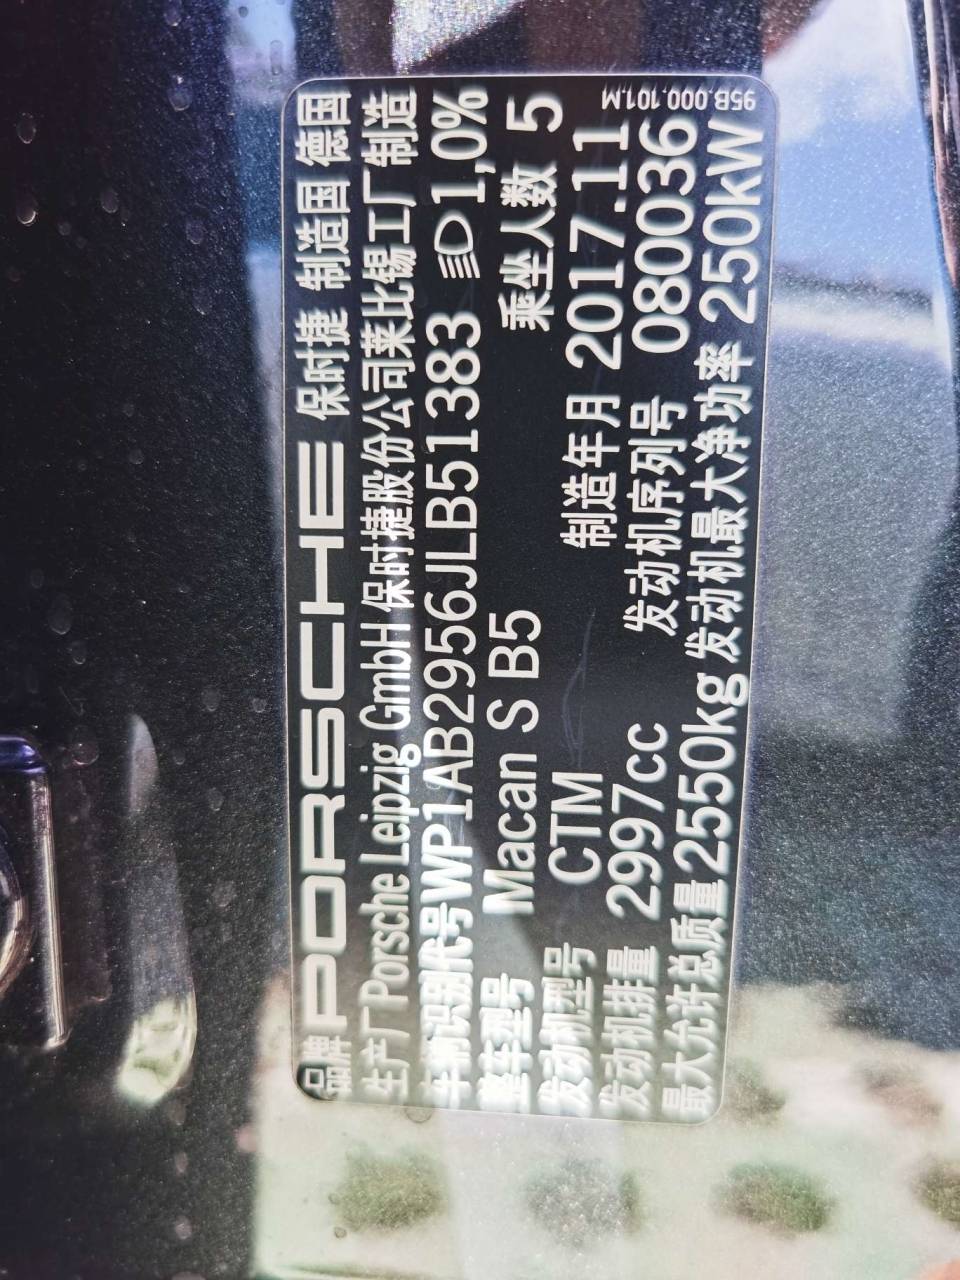 品牌 PORSCHE 保时捷 制造国 德国
生产厂 Porsche Leipzig GmbH 保时捷股份公司莱比锡工厂 制造
车辆识别代号 WP1AB2956JLB51383 1,0%
整车型号 Macan S B5 乘坐人数 5
发动机型号 CTM 制造年月 2017.11
发动机排量 2997cc 发动机序列号 080036
最大允许总质量 2550kg 发动机最大净功率 250kW
95B.000.101.M